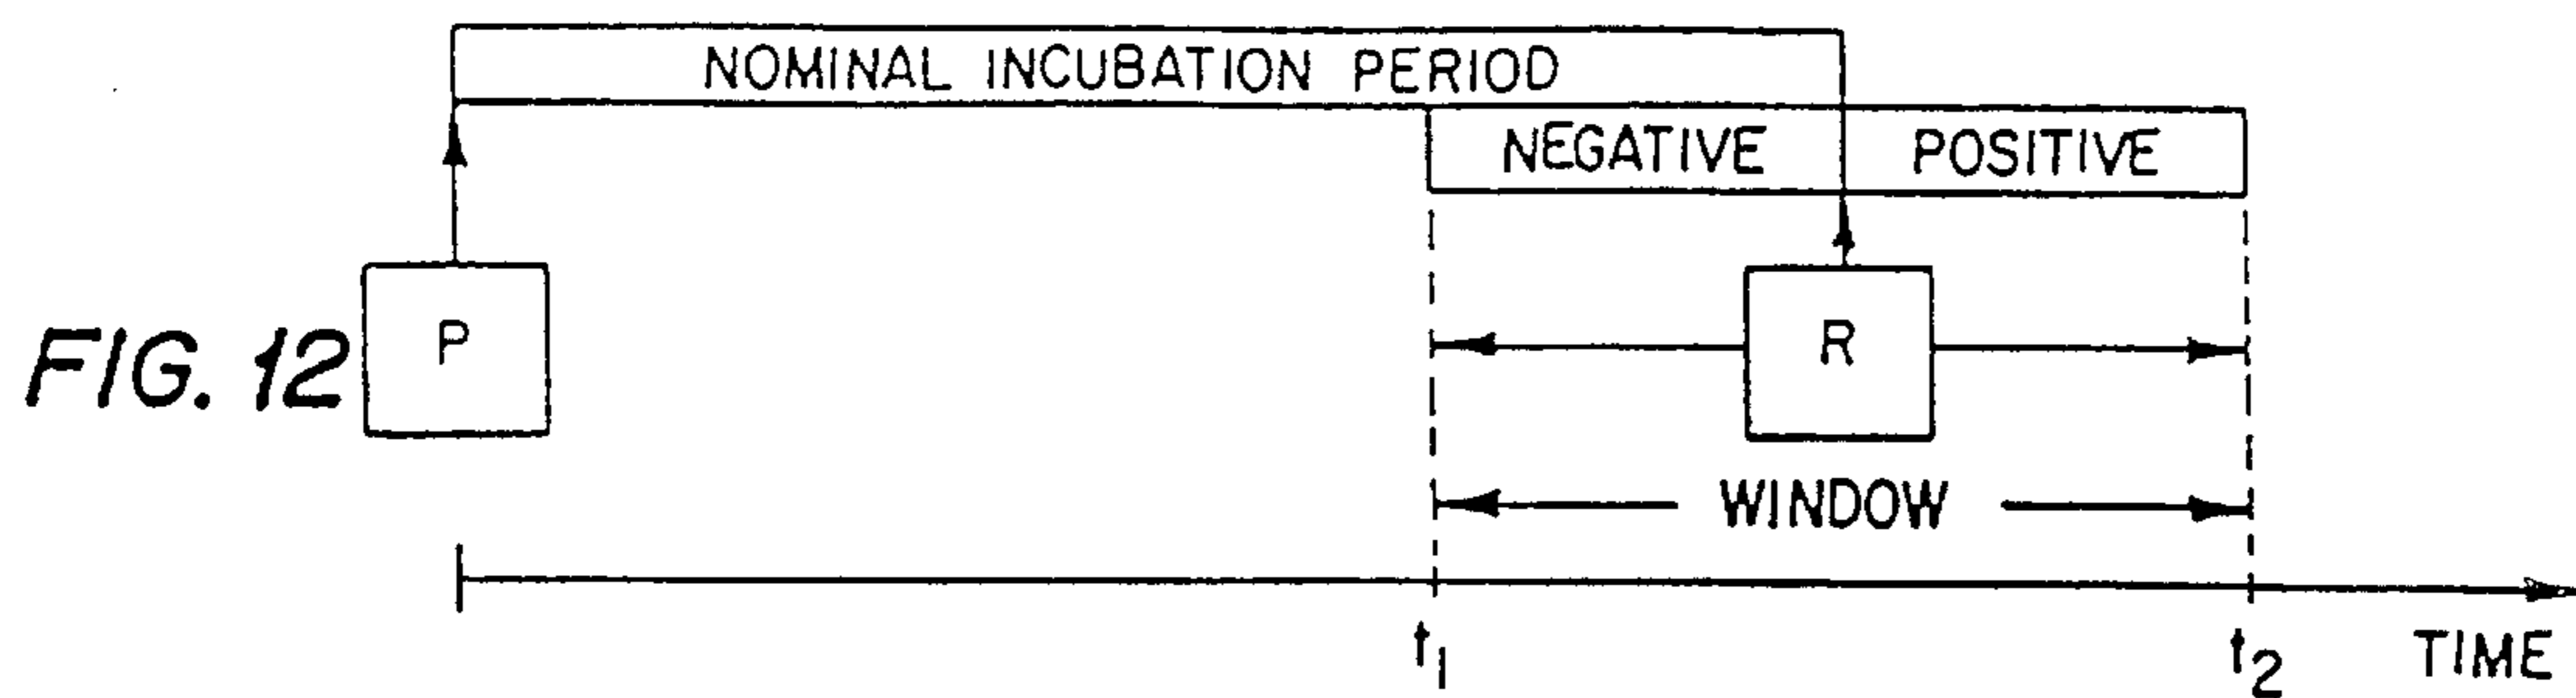 NOMINAL INCUBATION PERIOD
NEGATIVE POSITIVE
FIG. 12
P
R
WINDOW
t1
t2
TIME